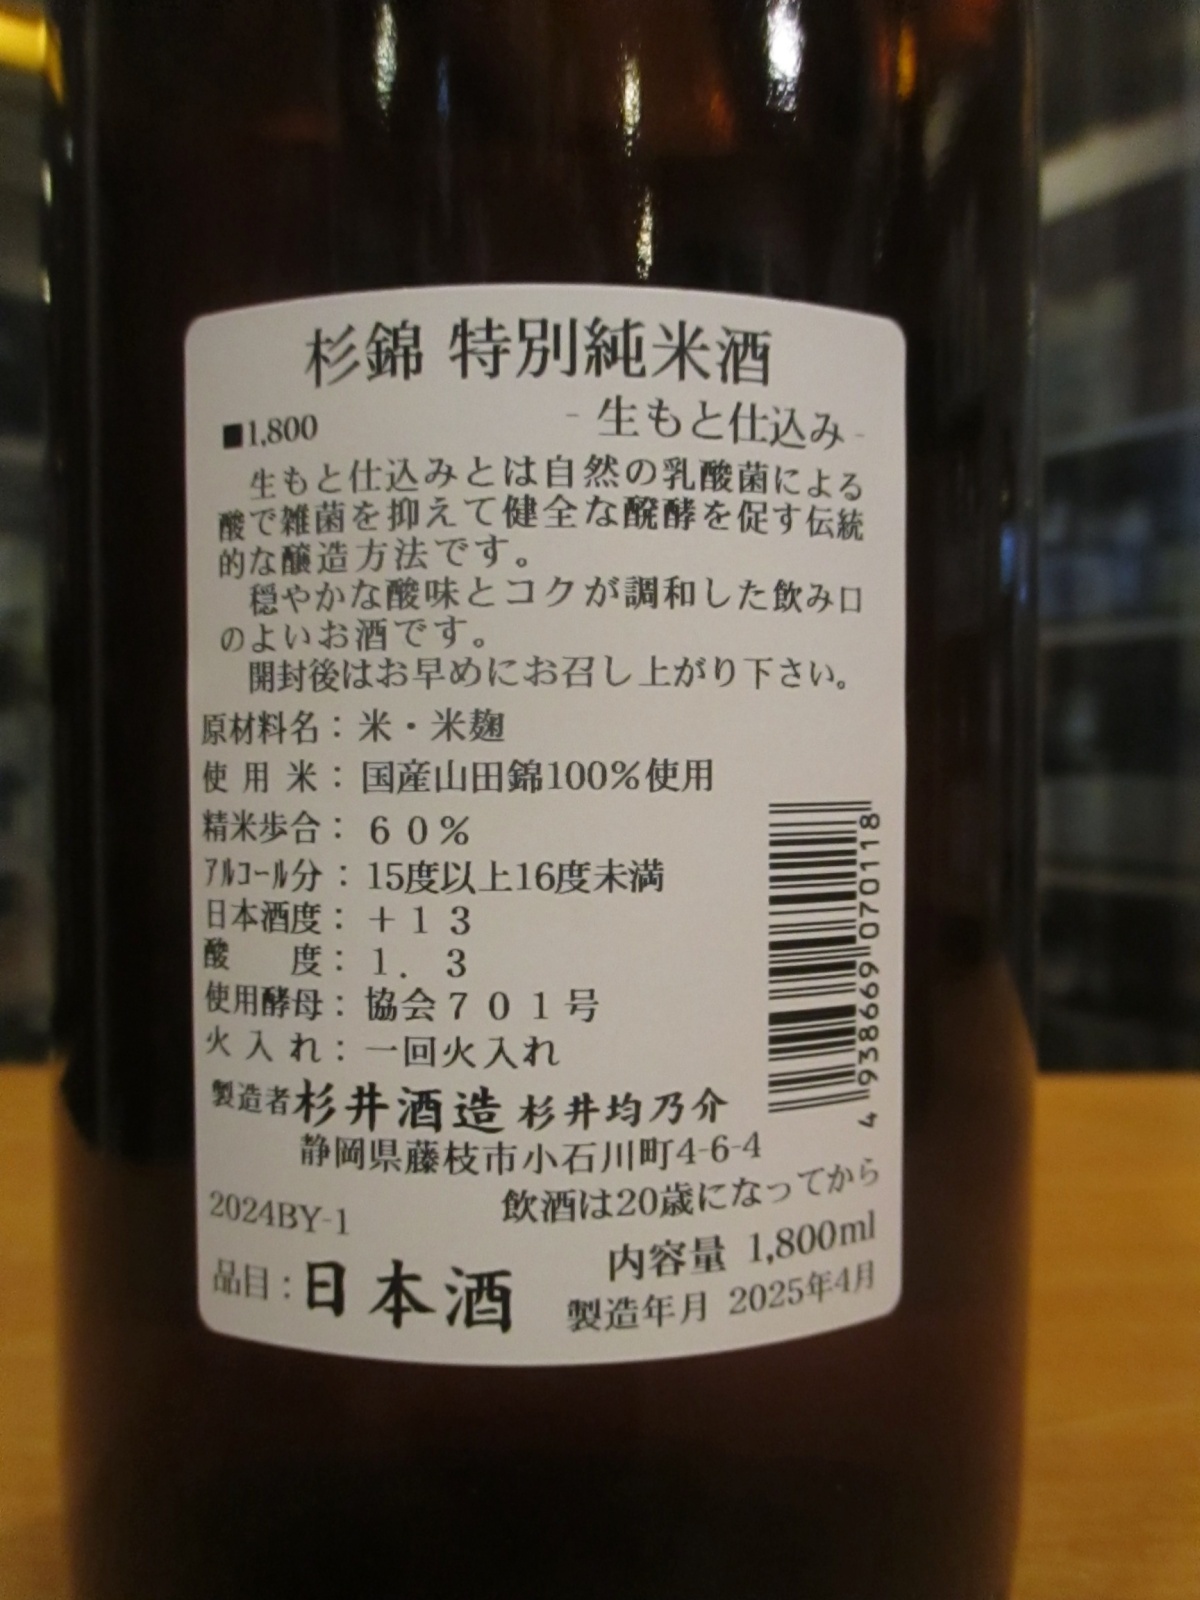 杉錦 特別純米酒
■1,800 - 生もと仕込み -
生もと仕込みとは自然の乳酸菌による
酸で雑菌を抑えて健全な醗酵を促す伝統
的な醸造方法です。
穏やかな酸味とコクが調和した飲み口
のよいお酒です。
開封後はお早めにお召し上がり下さい。
原材料名：米・米麹
使用米：国産山田錦100%使用
精米歩合：６０％
ｱﾙｺｰﾙ分：15度以上16度未満
日本酒度：＋１３
酸　度：１．３
使用酵母：協会７０１号
火入れ：一回火入れ
製造者杉井酒造 杉井均乃介
静岡県藤枝市小石川町4-6-4
飲酒は20歳になってから
2024BY-1
内容量 1,800ml
品目：日本酒
製造年月 2025年4月
4 938669 070118